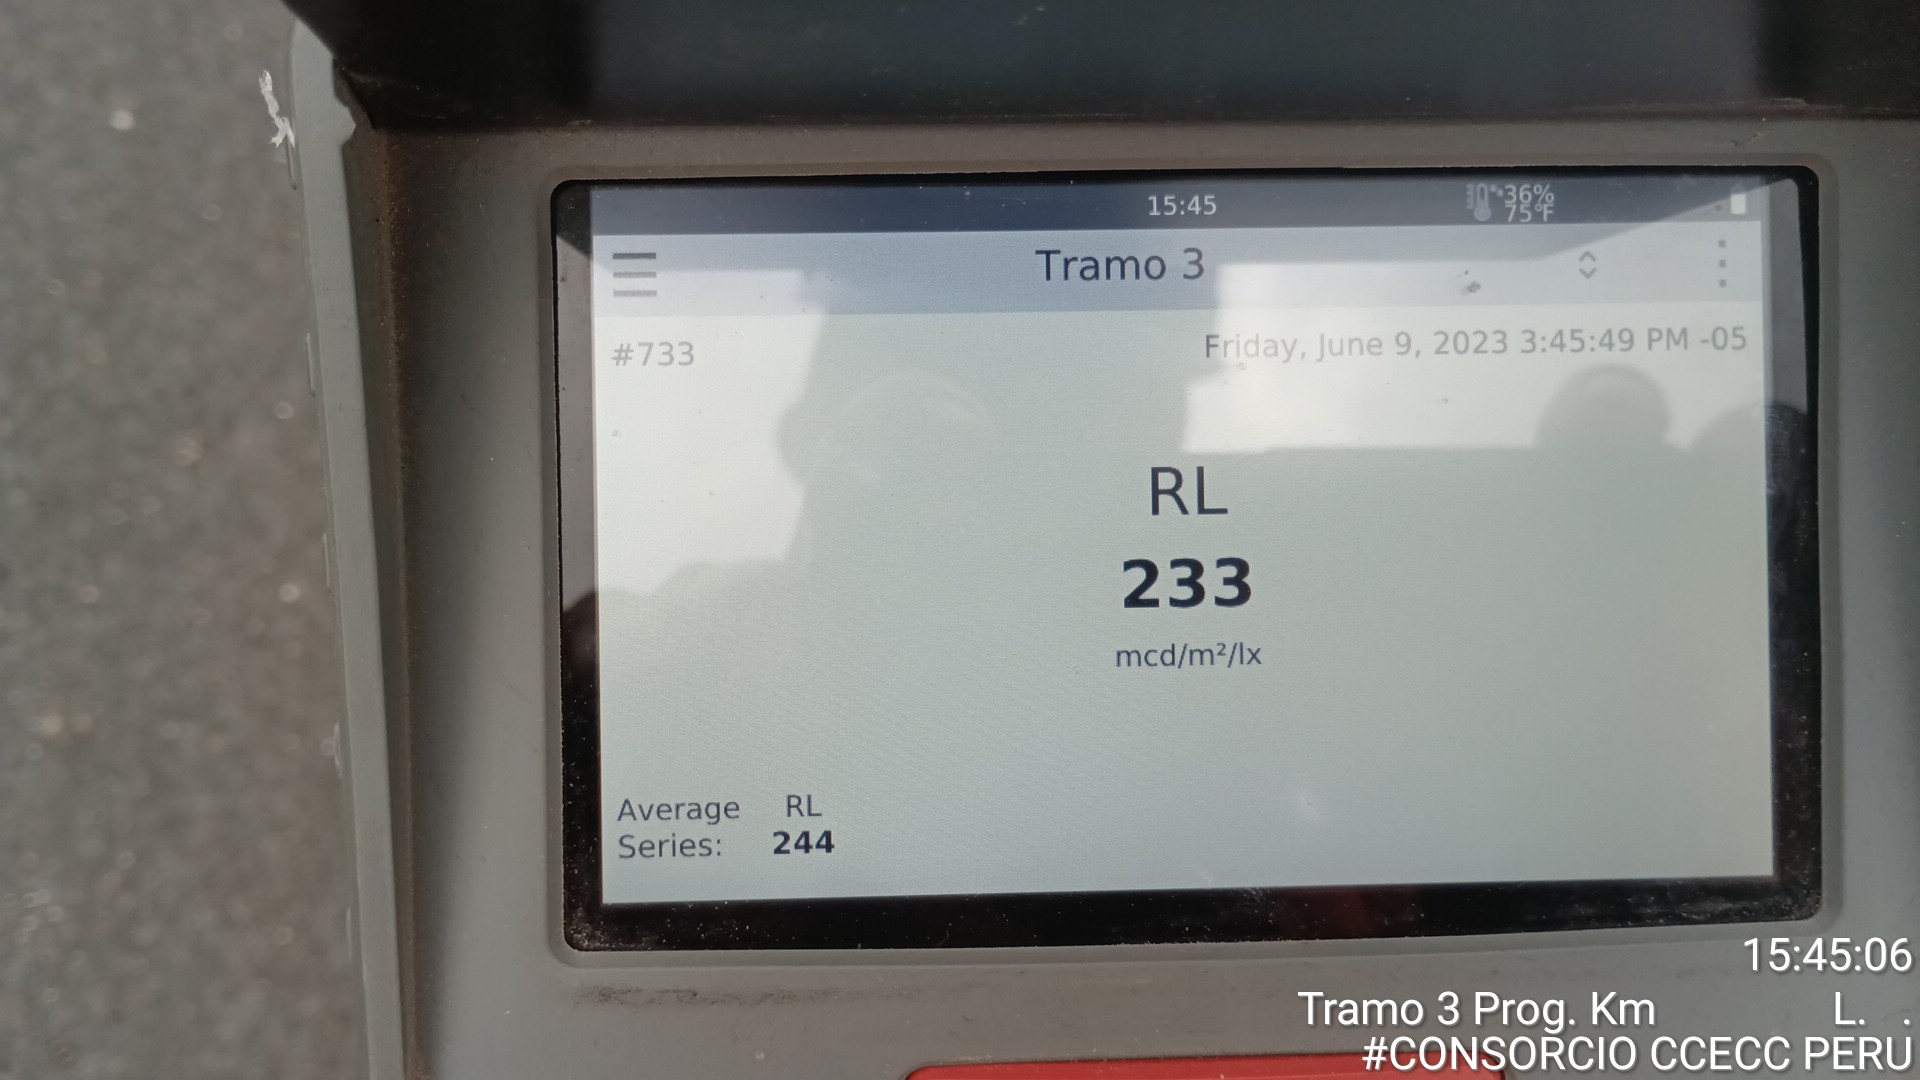 15:45
36%
75°F
Tramo 3
#733
Friday, June 9, 2023 3:45:49 PM -05
RL
233
mcd/m²/lx
Average RL
Series: 244
15:45:06
Tramo 3 Prog. Km L. .
#CONSORCIO CCECC PERU